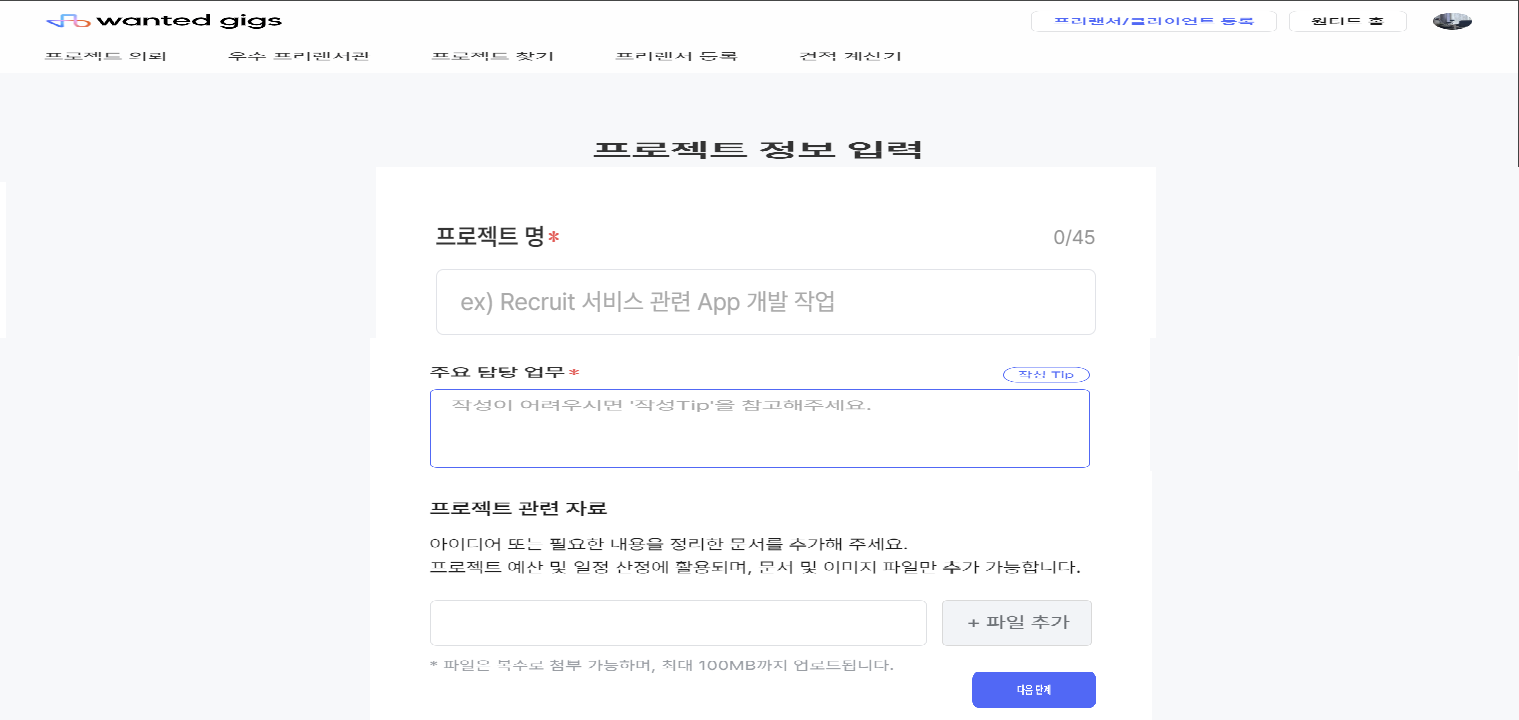 wanted gigs
프리랜서/클라이언트 등록
원티드 홈
프로젝트 의뢰
우수 프리랜서관
프로젝트 찾기
프리랜서 등록
견적 계산기
프로젝트 정보 입력
프로젝트 명*
0/45
ex) Recruit 서비스 관련 App 개발 작업
주요 담당 업무*
작성 Tip
작성이 어려우시면 '작성Tip'을 참고해주세요.
프로젝트 관련 자료
아이디어 또는 필요한 내용을 정리한 문서를 추가해 주세요.
프로젝트 예산 및 일정 산정에 활용되며, 문서 및 이미지 파일만 추가 가능합니다.
+ 파일 추가
* 파일은 복수로 첨부 가능하며, 최대 100MB까지 업로드됩니다.
다음 단계